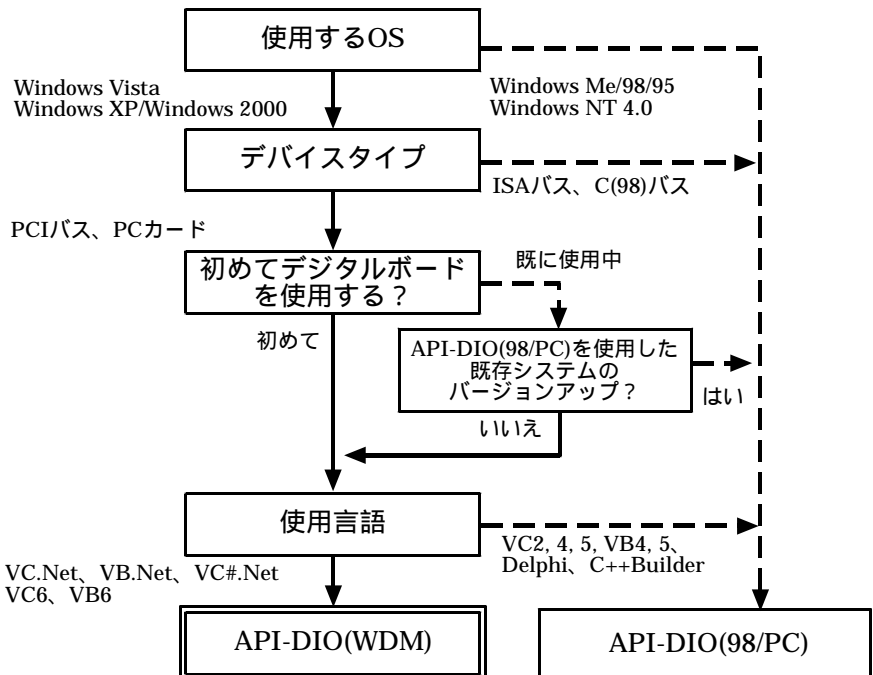 使用するOS
Windows Vista
Windows XP/Windows 2000
Windows Me/98/95
Windows NT 4.0
デバイスタイプ
ISAバス、C(98)バス
PCIバス、PCカード
初めてデジタルボード
を使用する？
既に使用中
初めて
API-DIO(98/PC)を使用した
既存システムの
バージョンアップ？
はい
いいえ
使用言語
VC2, 4, 5, VB4, 5、
Delphi、C++Builder
VC.Net、VB.Net、VC#.Net
VC6、VB6
API-DIO(WDM)
API-DIO(98/PC)